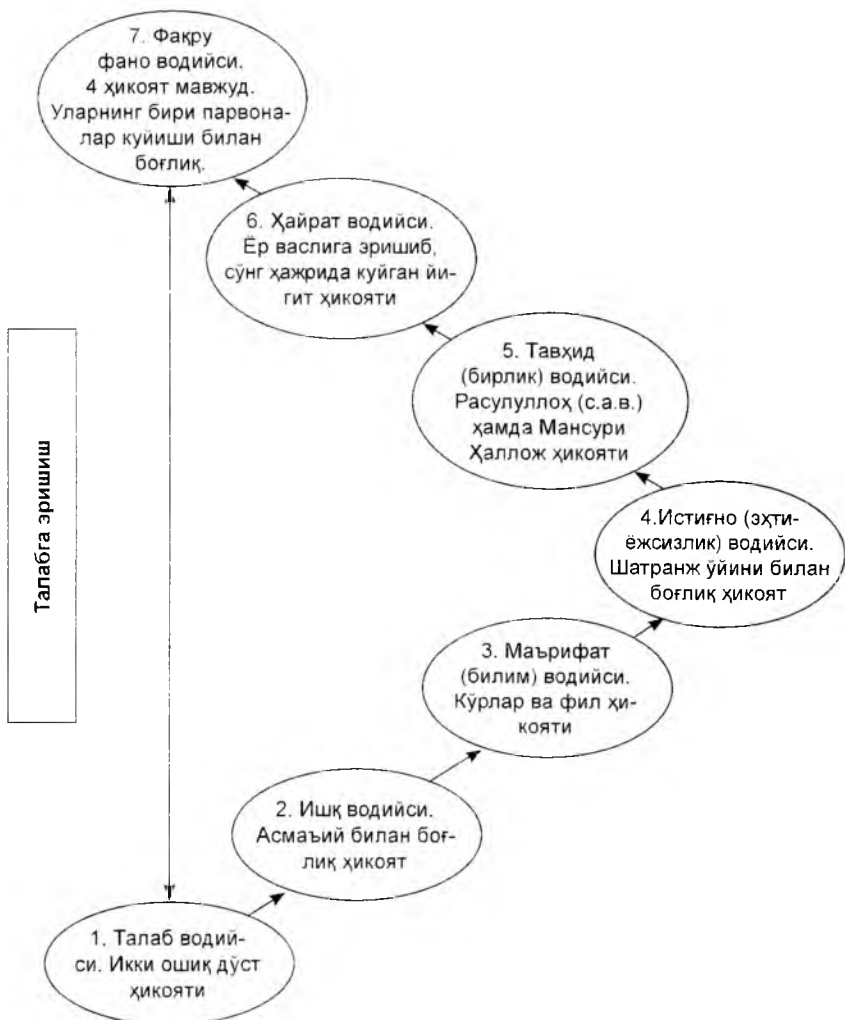 7. Фақру
фано водийси.
4 ҳикоят мавжуд.
Уларнинг бири парвона-
лар куйиши билан
боғлиқ.
6. Ҳайрат водийси.
Ёр васлига эришиб,
сўнг ҳажрида куйган йи-
гит ҳикояти
5. Тавҳид
(бирлик) водийси.
Расулуллоҳ (с.а.в.)
ҳамда Мансури
Ҳаллож ҳикояти
4.Истиғно (эҳти-
ёжсизлик) водийси.
Шатранж ўйини билан
боғлиқ ҳикоят
Талабга эришиш
3. Маърифат
(билим) водийси.
Кўрлар ва фил ҳи-
кояти
2. Ишқ водийси.
Асмаъий билан боғ-
лиқ ҳикоят
1. Талаб водий-
си. Икки ошиқ дўст
ҳикояти